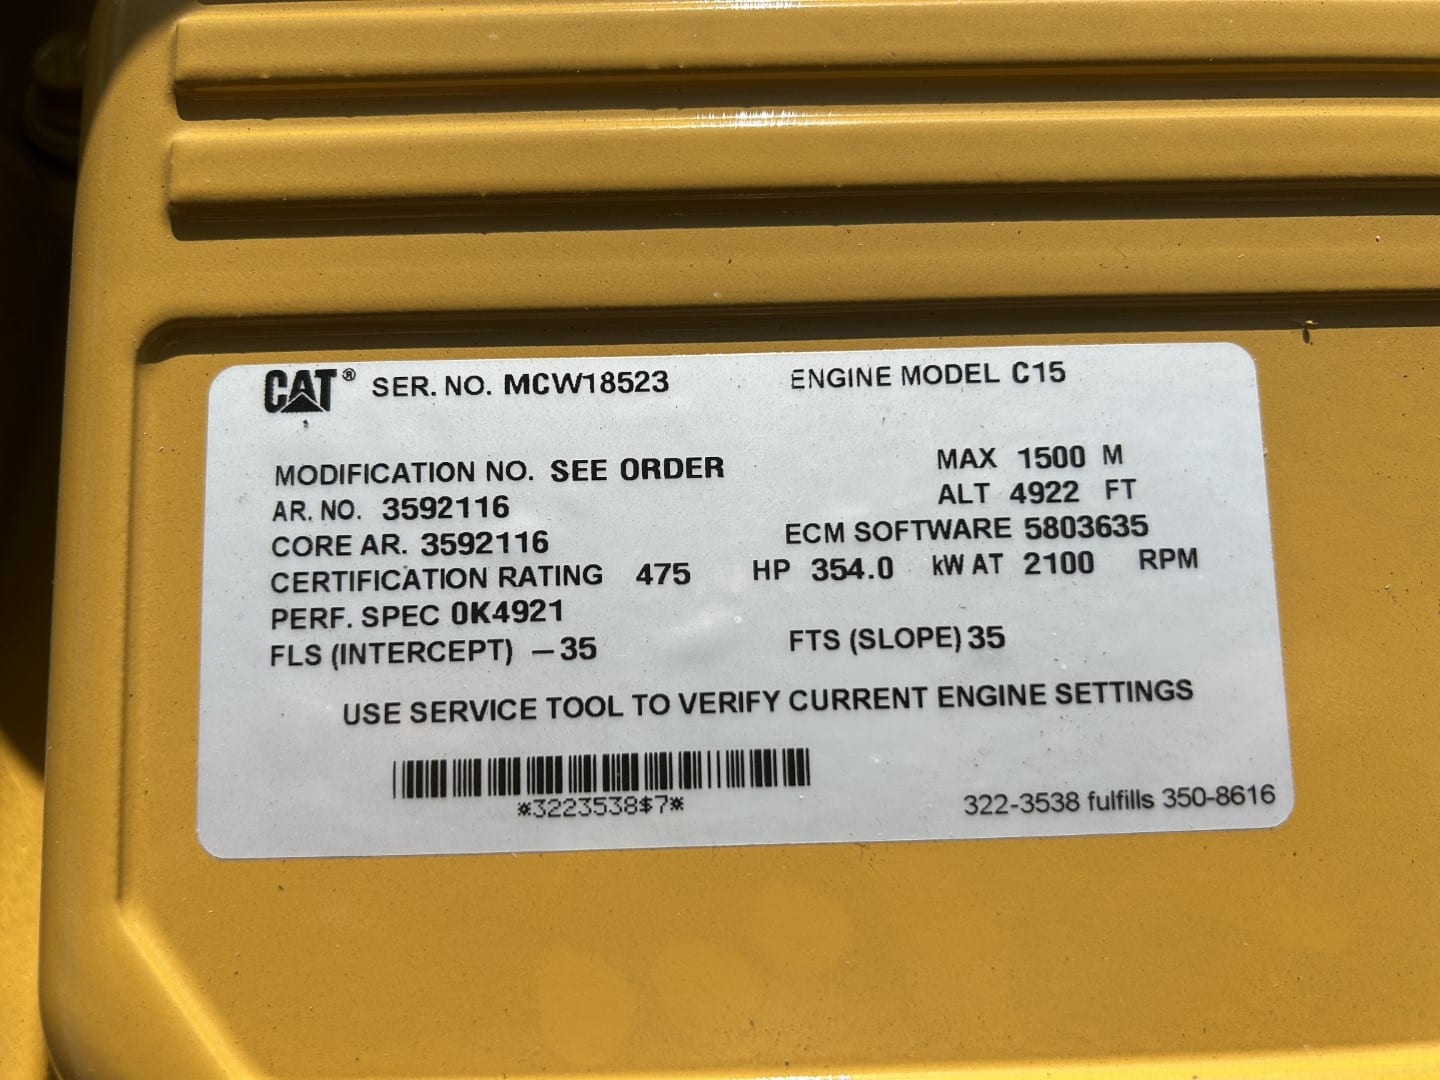 CAT® SER. NO. MCW18523 ENGINE MODEL C15
MODIFICATION NO. SEE ORDER MAX 1500 M
AR. NO. 3592116 ALT 4922 FT
CORE AR. 3592116 ECM SOFTWARE 5803635
CERTIFICATION RATING 475 HP 354.0 kW AT 2100 RPM
PERF. SPEC 0K4921
FLS (INTERCEPT) –35 FTS (SLOPE) 35
USE SERVICE TOOL TO VERIFY CURRENT ENGINE SETTINGS
*3223538$7*
322-3538 fulfills 350-8616